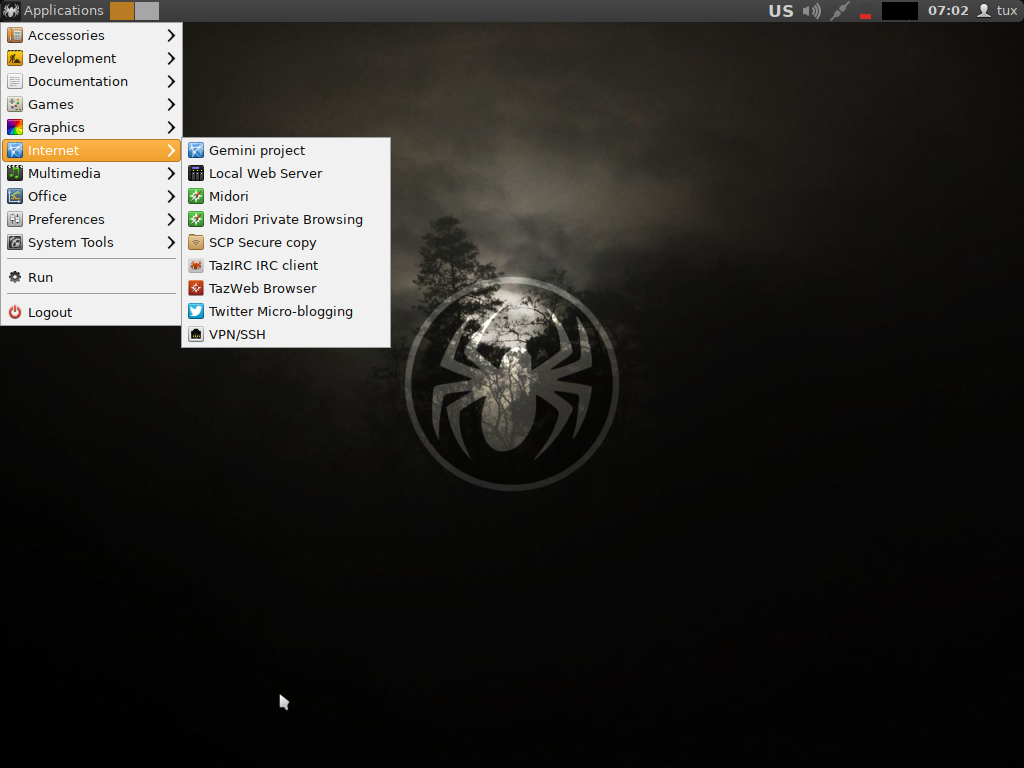 Applications US 07:02 tux
Accessories
Development
Documentation
Games
Graphics
Internet
Multimedia
Office
Preferences
System Tools
Run
Logout
Gemini project
Local Web Server
Midori
Midori Private Browsing
SCP Secure copy
TazIRC IRC client
TazWeb Browser
Twitter Micro-blogging
VPN/SSH